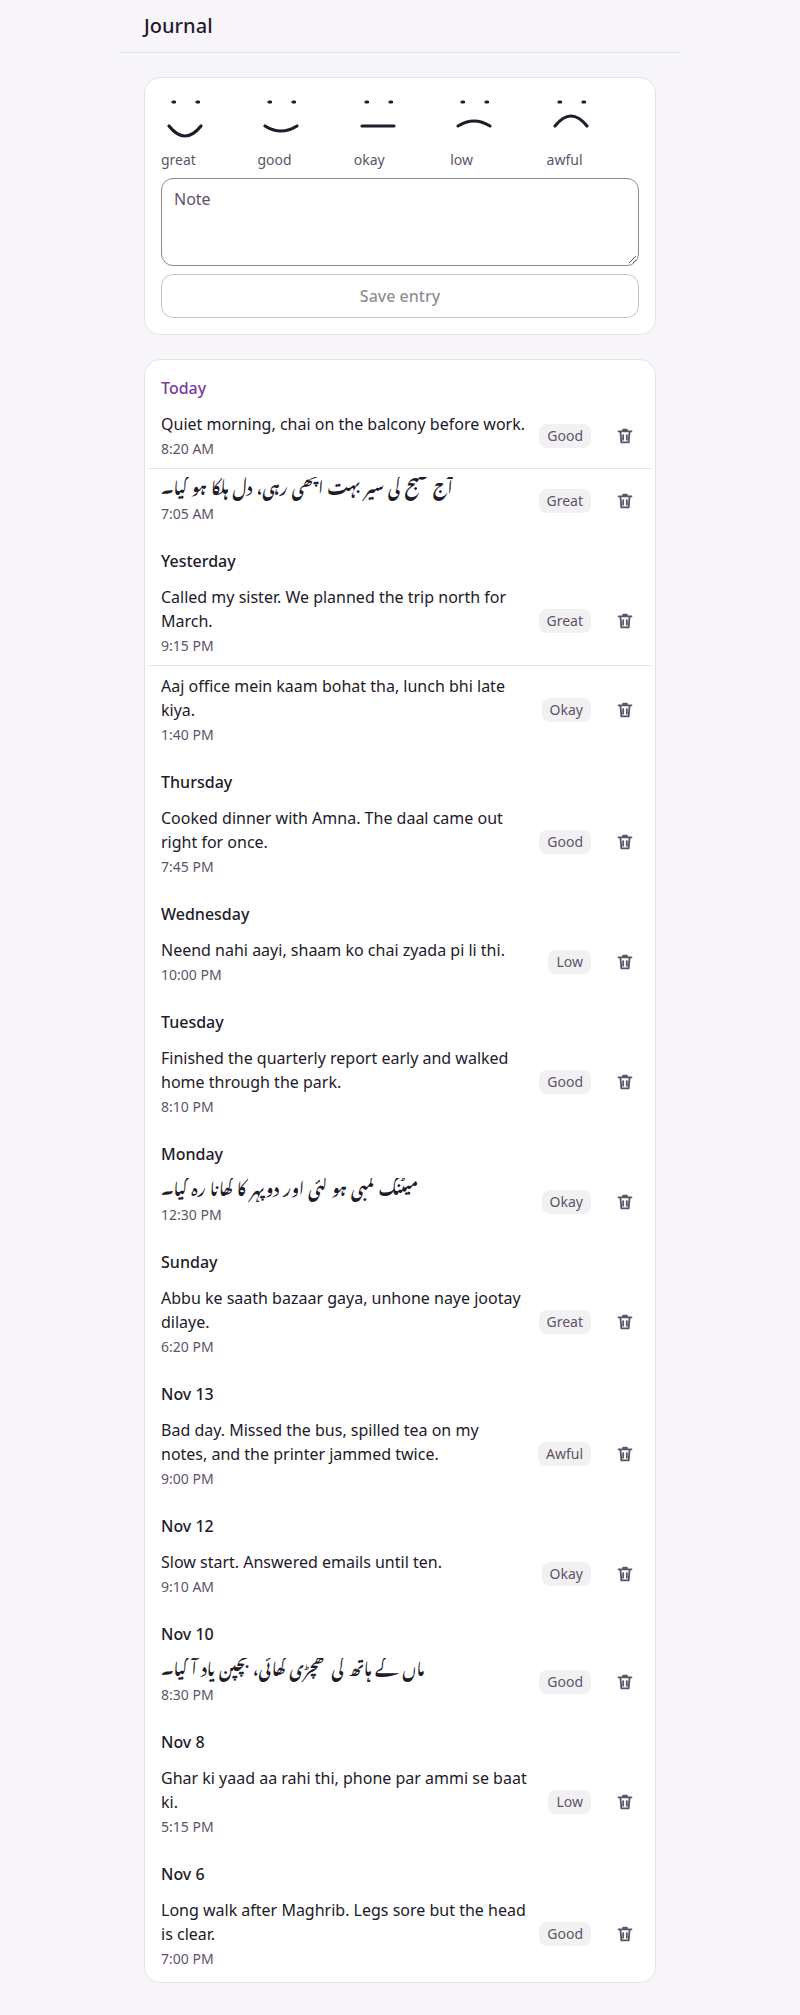 Journal
great good okay low awful
Note
Save entry
Today
Quiet morning, chai on the balcony before work.
8:20 AM
Good
آج صبح کی سیر بہت اچھی رہی، دل ہلکا ہو گیا۔
7:05 AM
Great
Yesterday
Called my sister. We planned the trip north for
March.
9:15 PM
Great
Aaj office mein kaam bohat tha, lunch bhi late
kiya.
1:40 PM
Okay
Thursday
Cooked dinner with Amna. The daal came out
right for once.
7:45 PM
Good
Wednesday
Neend nahi aayi, shaam ko chai zyada pi li thi.
10:00 PM
Low
Tuesday
Finished the quarterly report early and walked
home through the park.
8:10 PM
Good
Monday
میٹنگ لمبی ہو گئی اور دوپہر کا کھانا رہ گیا۔
12:30 PM
Okay
Sunday
Abbu ke saath bazaar gaya, unhone naye jootay
dilaye.
6:20 PM
Great
Nov 13
Bad day. Missed the bus, spilled tea on my
notes, and the printer jammed twice.
9:00 PM
Awful
Nov 12
Slow start. Answered emails until ten.
9:10 AM
Okay
Nov 10
ماں کے ہاتھ کی کھچڑی کھائی، بچپن یاد آ گیا۔
8:30 PM
Good
Nov 8
Ghar ki yaad aa rahi thi, phone par ammi se baat
ki.
5:15 PM
Low
Nov 6
Long walk after Maghrib. Legs sore but the head
is clear.
7:00 PM
Good